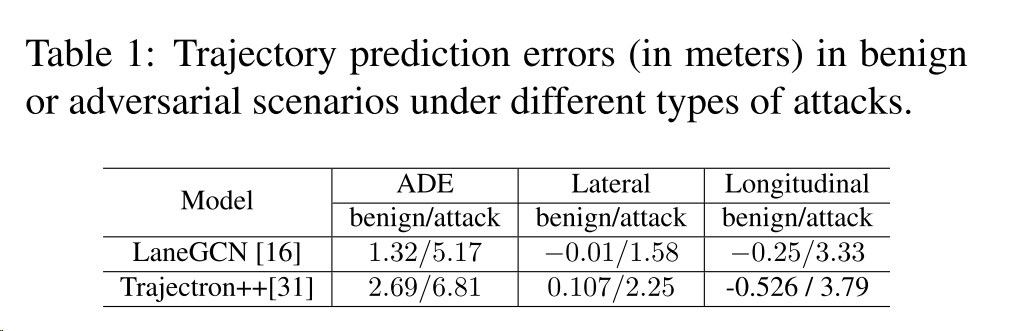 Table 1: Trajectory prediction errors (in meters) in benign
or adversarial scenarios under different types of attacks.
Model ADE Lateral Longitudinal
benign/attack benign/attack benign/attack
LaneGCN [16] 1.32/5.17 −0.01/1.58 −0.25/3.33
Trajectron++[31] 2.69/6.81 0.107/2.25 -0.526 / 3.79